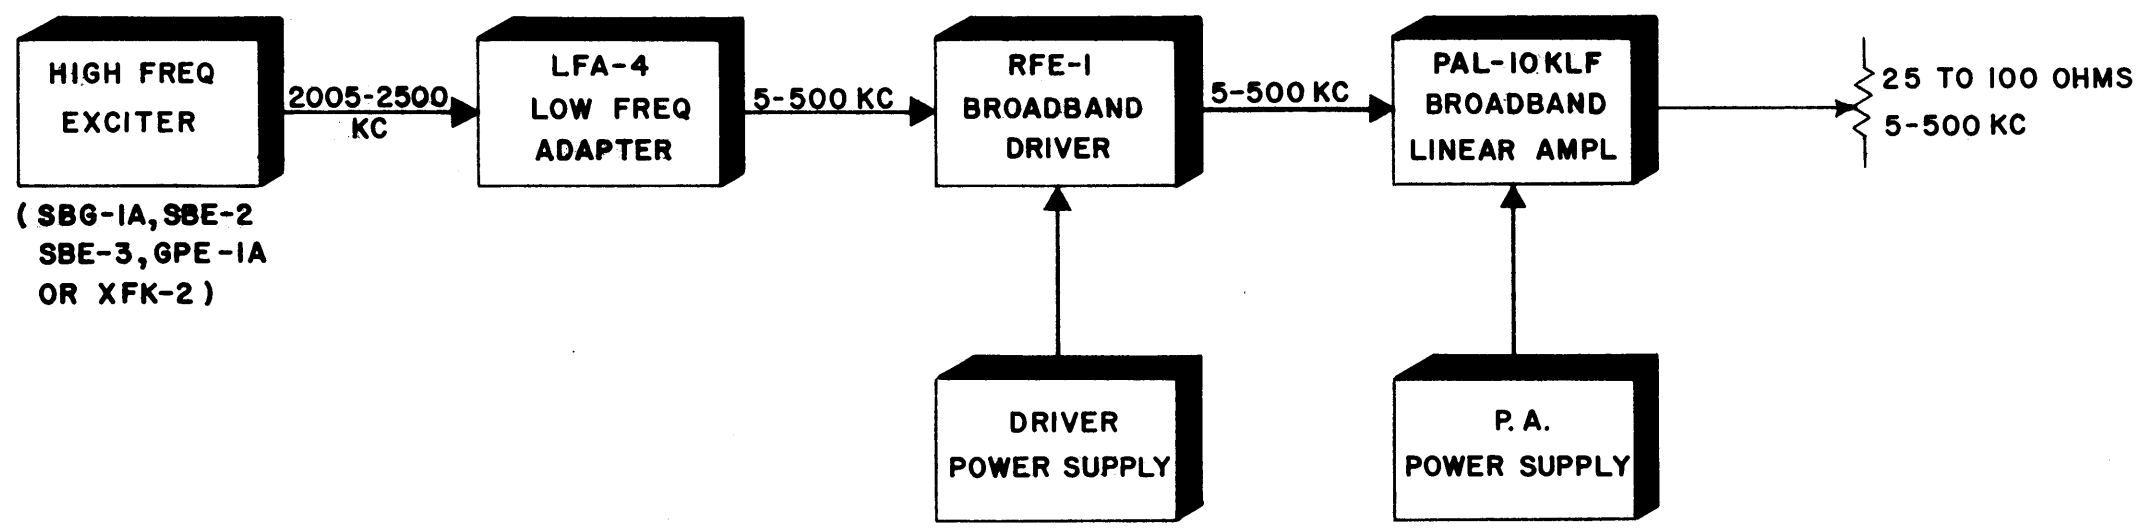 HIGH FREQ
EXCITER
(SBG-1A, SBE-2
SBE-3, GPE-1A
OR XFK-2)
2005-2500
KC
LFA-4
LOW FREQ
ADAPTER
5-500 KC
RFE-1
BROADBAND
DRIVER
5-500 KC
PAL-10KLF
BROADBAND
LINEAR AMPL
25 TO 100 OHMS
5-500 KC
DRIVER
POWER SUPPLY
P. A.
POWER SUPPLY